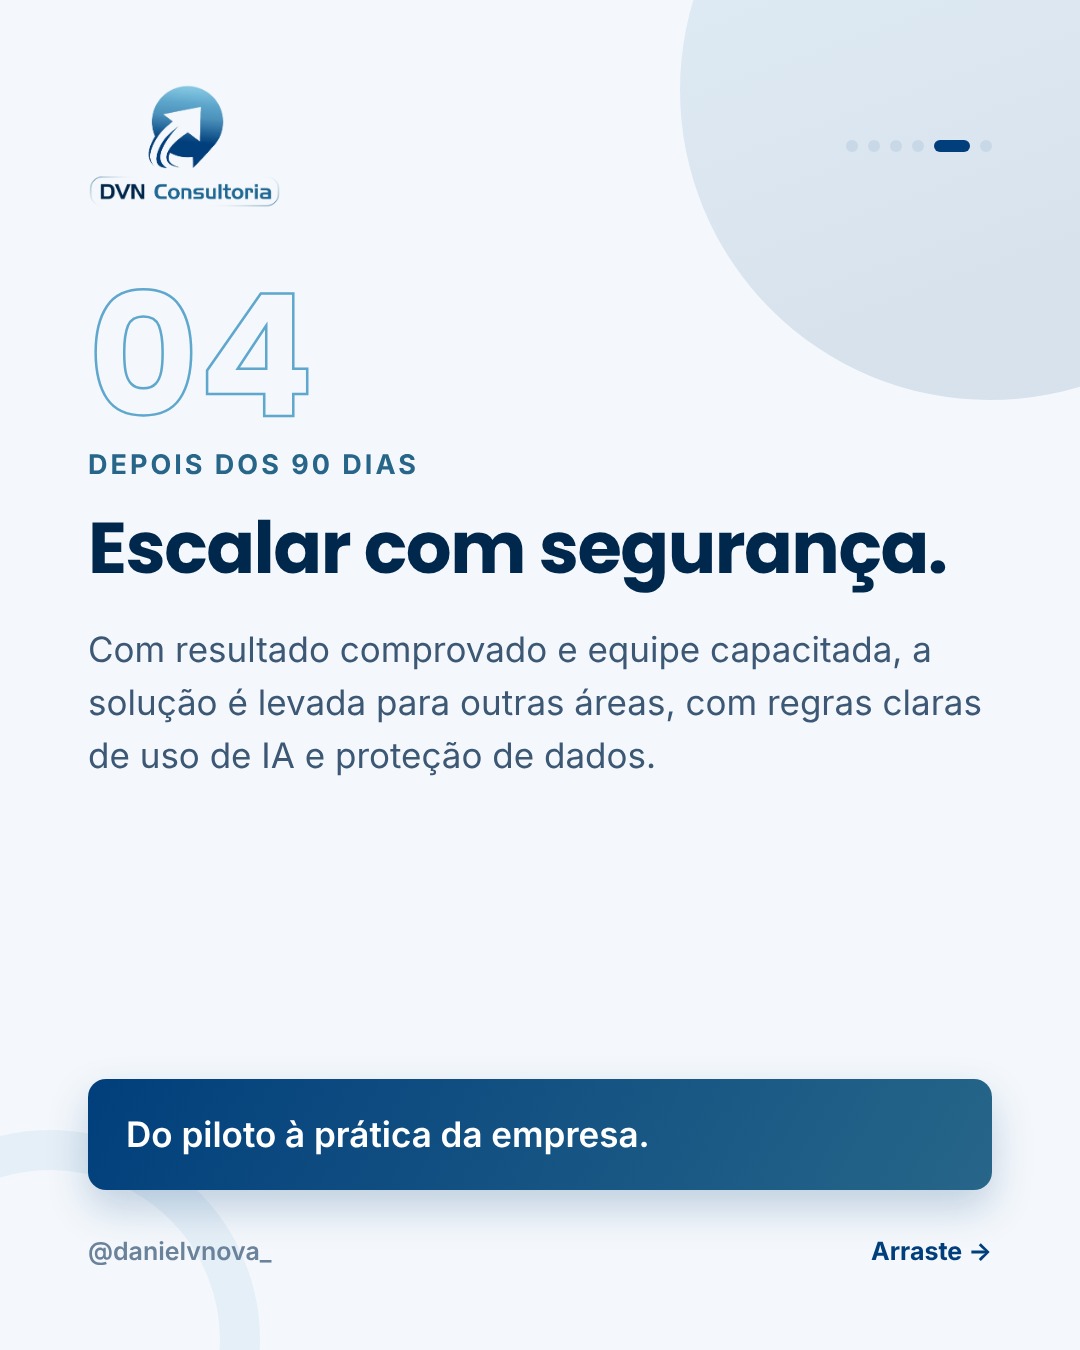 DVN Consultoria
04
DEPOIS DOS 90 DIAS
Escalar com segurança.
Com resultado comprovado e equipe capacitada, a
solução é levada para outras áreas, com regras claras
de uso de IA e proteção de dados.
Do piloto à prática da empresa.
@danielvnova_
Arraste →